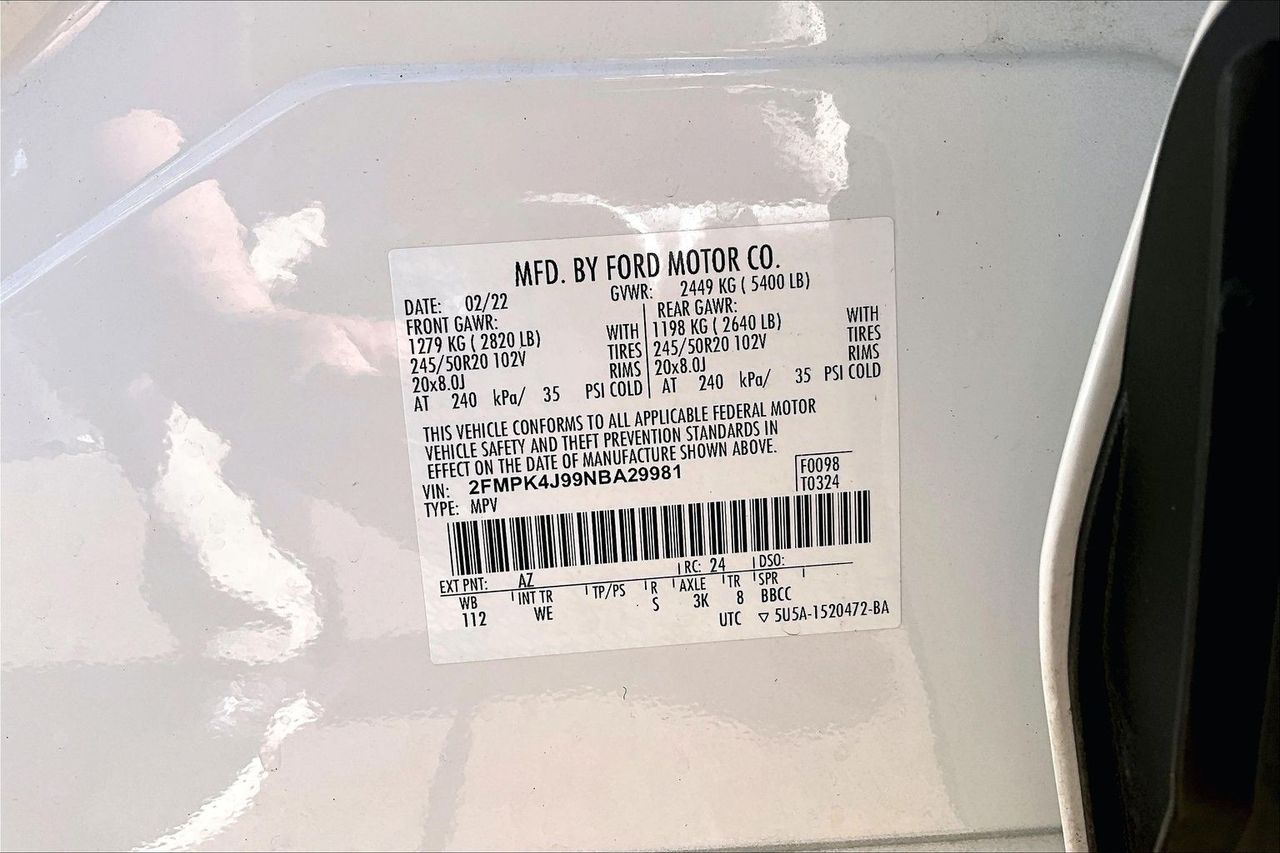 MFD. BY FORD MOTOR CO.
DATE: 02/22 GVWR: 2449 KG ( 5400 LB)
FRONT GAWR: REAR GAWR:
1279 KG ( 2820 LB) WITH 1198 KG ( 2640 LB) WITH
245/50R20 102V TIRES 245/50R20 102V TIRES
20x8.0J RIMS 20x8.0J RIMS
AT 240 kPa/ 35 PSI COLD AT 240 kPa/ 35 PSI COLD
THIS VEHICLE CONFORMS TO ALL APPLICABLE FEDERAL MOTOR
VEHICLE SAFETY AND THEFT PREVENTION STANDARDS IN
EFFECT ON THE DATE OF MANUFACTURE SHOWN ABOVE.
VIN: 2FMPK4J99NBA29981 F0098
TYPE: MPV T0324
EXT PNT: AZ RC: 24 DSO:
WB INT TR TP/PS R AXLE TR SPR
112 WE S 3K 8 BBCC
UTC ▽ 5U5A-1520472-BA